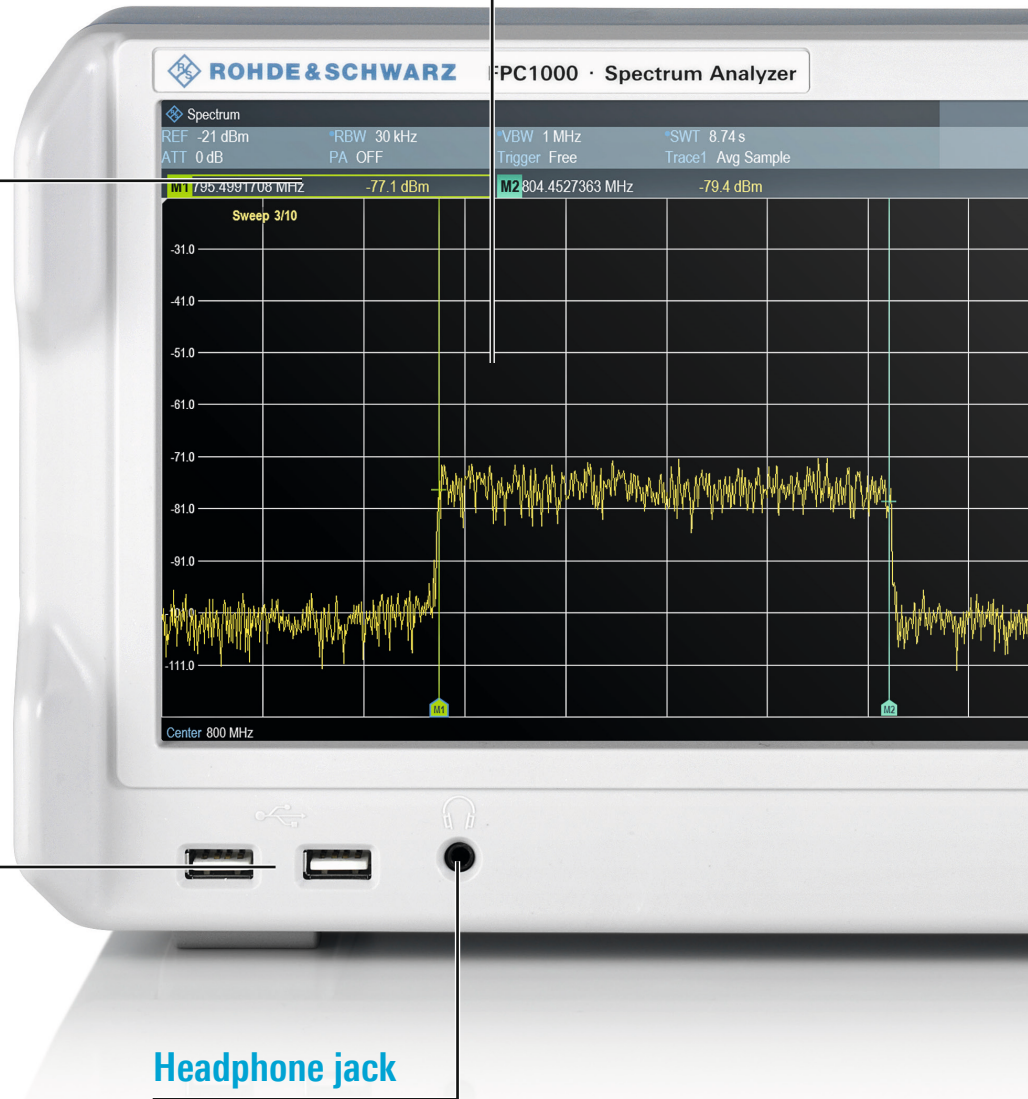 ROHDE&SCHWARZ FPC1000 · Spectrum Analyzer
Spectrum
REF -21 dBm *RBW 30 kHz *VBW 1 MHz *SWT 8.74 s
ATT 0 dB PA OFF Trigger Free Trace1 Avg Sample
M1 795.4991708 MHz -77.1 dBm M2 804.4527363 MHz -79.4 dBm
Sweep 3/10
-31.0
-41.0
-51.0
-61.0
-71.0
-81.0
-91.0
-111.0
M1 M2
Center 800 MHz
Headphone jack